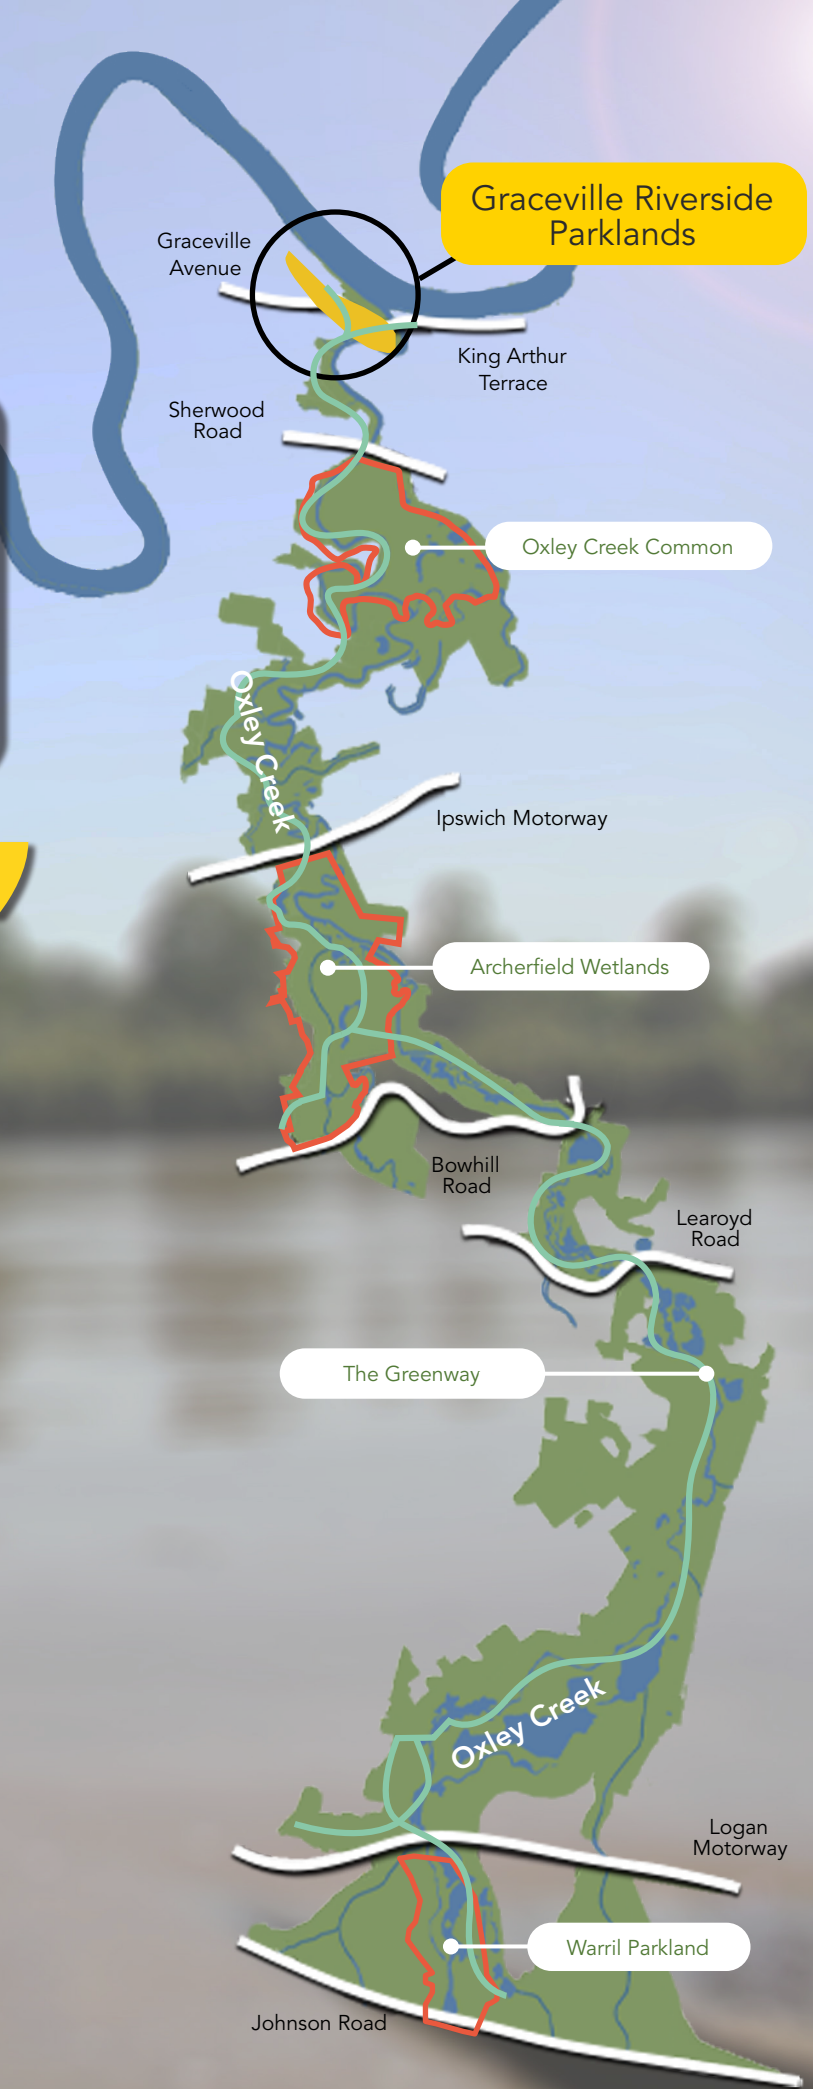 Graceville Riverside
Parklands
Graceville
Avenue
King Arthur
Terrace
Sherwood
Road
Oxley Creek Common
Oxley Creek
Ipswich Motorway
Archerfield Wetlands
Bowhill
Road
Learoyd
Road
The Greenway
Oxley Creek
Logan
Motorway
Warril Parkland
Johnson Road